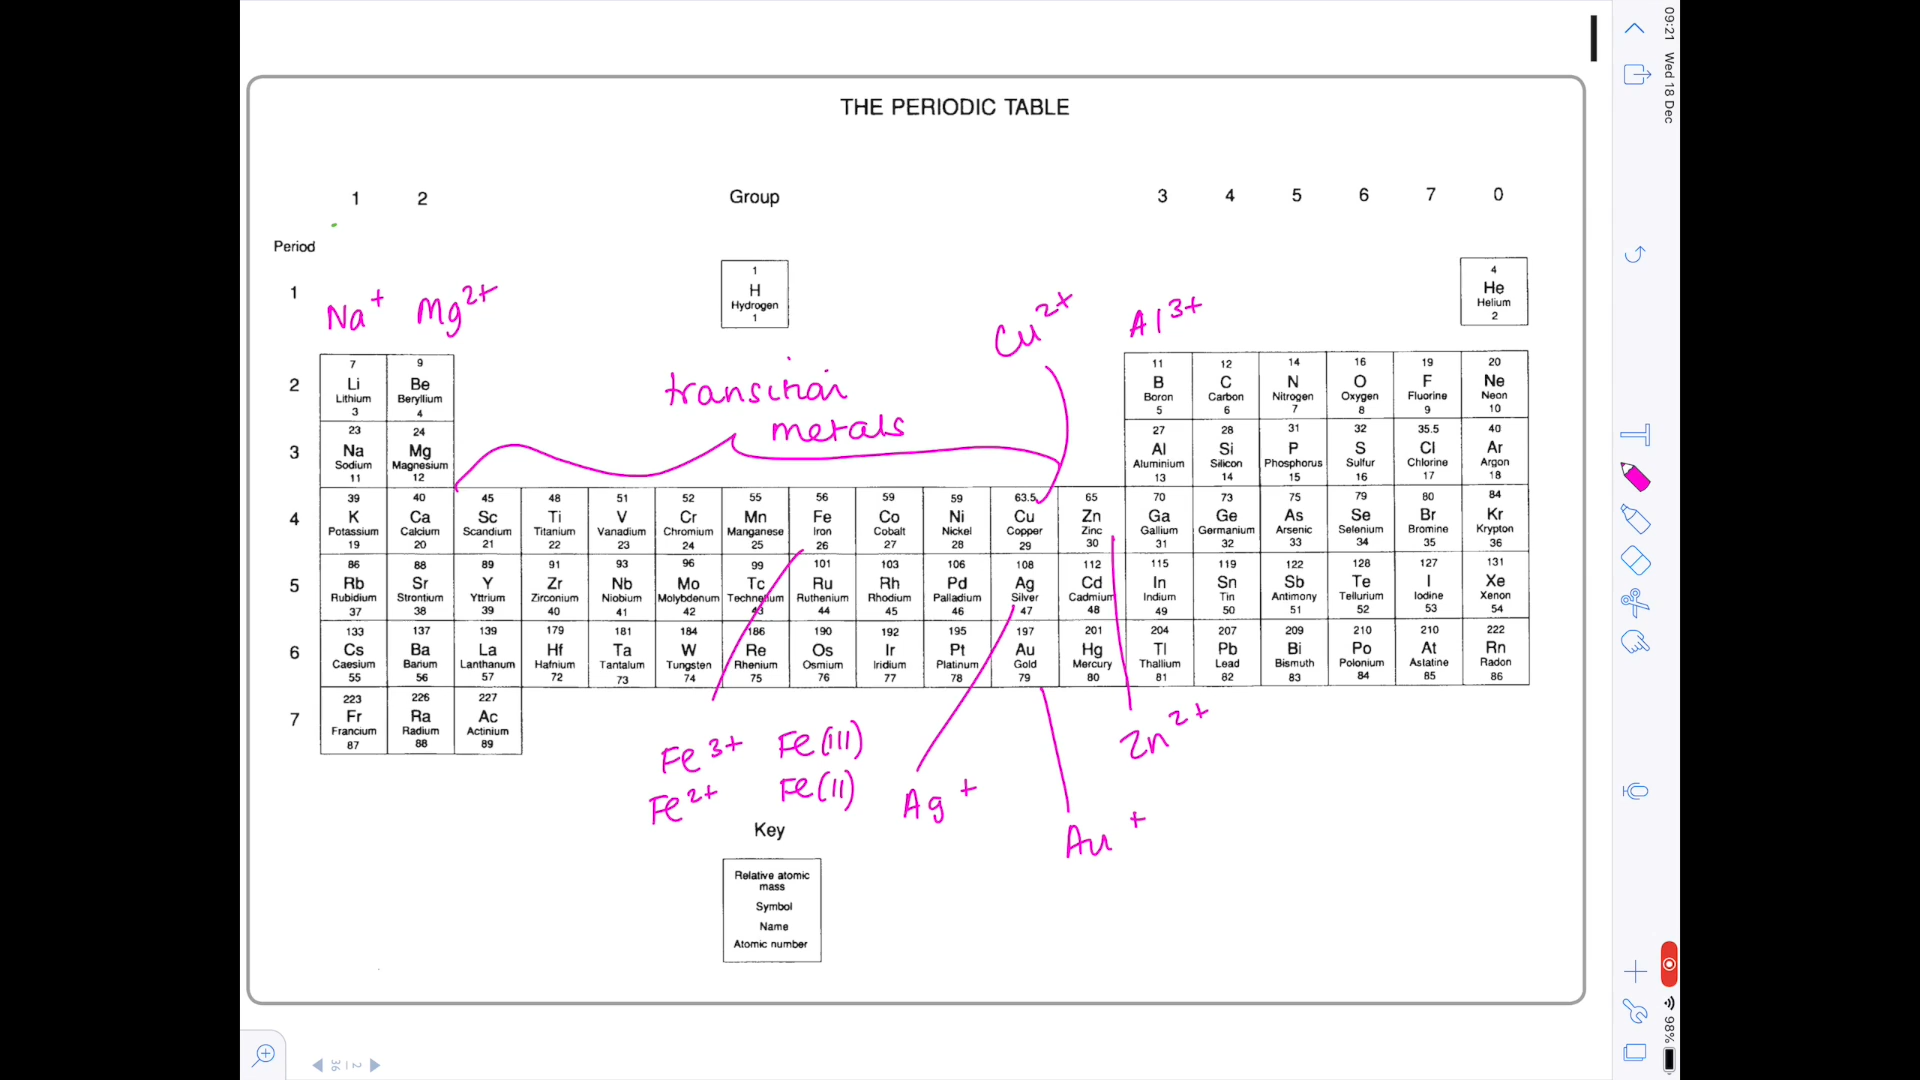 09:21 Wed 18 Dec
THE PERIODIC TABLE
1 2 Group 3 4 5 6 7 0
Period
1
1 H Hydrogen 1
4 He Helium 2
Na+ Mg2+ Cu2+ Al3+
transition
metals
2
7 Li Lithium 3
9 Be Beryllium 4
11 B Boron 5
12 C Carbon 6
14 N Nitrogen 7
16 O Oxygen 8
19 F Fluorine 9
20 Ne Neon 10
3
23 Na Sodium 11
24 Mg Magnesium 12
27 Al Aluminium 13
28 Si Silicon 14
31 P Phosphorus 15
32 S Sulfur 16
35.5 Cl Chlorine 17
40 Ar Argon 18
4
39 K Potassium 19
40 Ca Calcium 20
45 Sc Scandium 21
48 Ti Titanium 22
51 V Vanadium 23
52 Cr Chromium 24
55 Mn Manganese 25
56 Fe Iron 26
59 Co Cobalt 27
59 Ni Nickel 28
63.5 Cu Copper 29
65 Zn Zinc 30
70 Ga Gallium 31
73 Ge Germanium 32
75 As Arsenic 33
79 Se Selenium 34
80 Br Bromine 35
84 Kr Krypton 36
5
86 Rb Rubidium 37
88 Sr Strontium 38
89 Y Yttrium 39
91 Zr Zirconium 40
93 Nb Niobium 41
96 Mo Molybdenum 42
99 Tc Technetium 43
101 Ru Ruthenium 44
103 Rh Rhodium 45
106 Pd Palladium 46
108 Ag Silver 47
112 Cd Cadmium 48
115 In Indium 49
119 Sn Tin 50
122 Sb Antimony 51
128 Te Tellurium 52
127 I Iodine 53
131 Xe Xenon 54
6
133 Cs Caesium 55
137 Ba Barium 56
139 La Lanthanum 57
179 Hf Hafnium 72
181 Ta Tantalum 73
184 W Tungsten 74
186 Re Rhenium 75
190 Os Osmium 76
192 Ir Iridium 77
195 Pt Platinum 78
197 Au Gold 79
201 Hg Mercury 80
204 Tl Thallium 81
207 Pb Lead 82
209 Bi Bismuth 83
210 Po Polonium 84
210 At Astatine 85
222 Rn Radon 86
7
223 Fr Francium 87
226 Ra Radium 88
227 Ac Actinium 89
Fe3+ Fe(III)
Fe2+ Fe(II)
Ag+
Au+
Zn2+
Key
Relative atomic
mass
Symbol
Name
Atomic number
2 | 36
98%